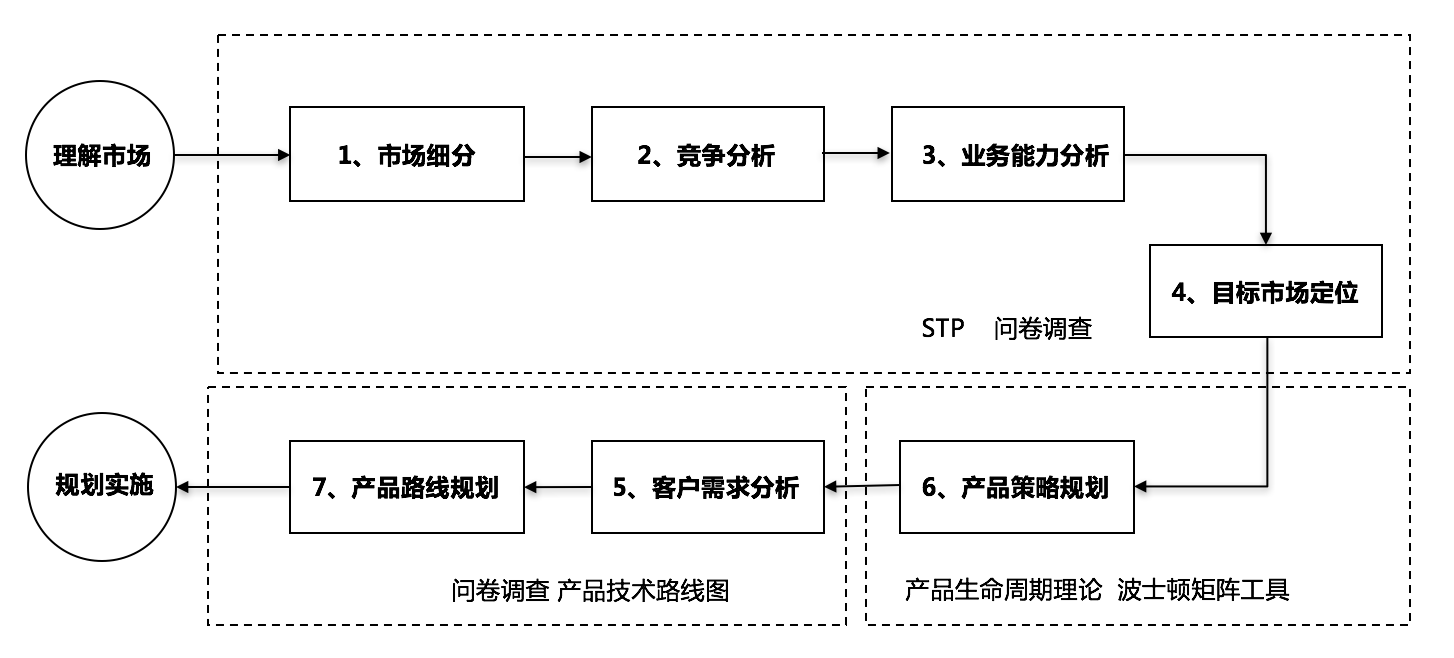 理解市场
1、市场细分
2、竞争分析
3、业务能力分析
4、目标市场定位
STP 问卷调查
规划实施
7、产品路线规划
5、客户需求分析
6、产品策略规划
问卷调查 产品技术路线图
产品生命周期理论 波士顿矩阵工具